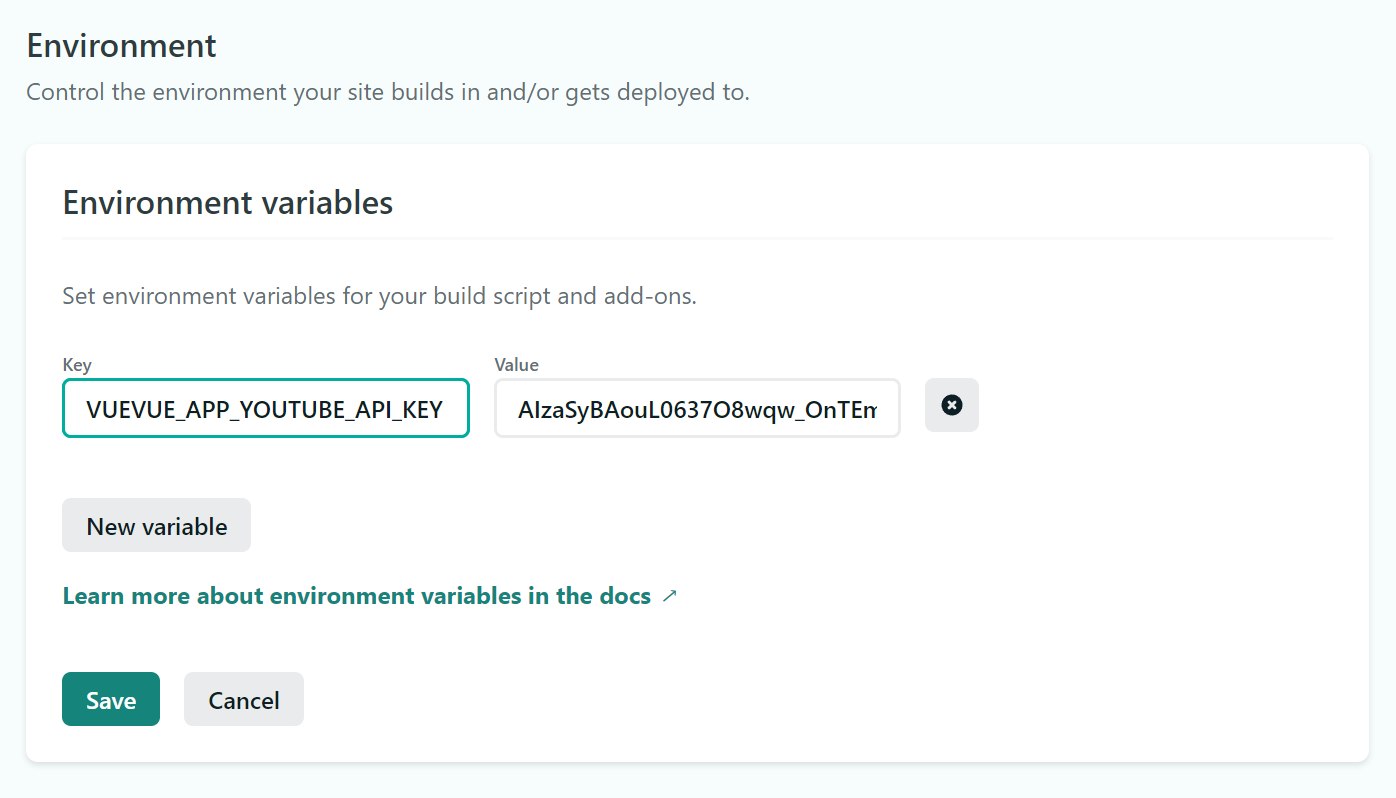 Environment
Control the environment your site builds in and/or gets deployed to.
Environment variables
Set environment variables for your build script and add-ons.
Key Value
VUEVUE_APP_YOUTUBE_API_KEY AIzaSyBAouL0637O8wqw_OnTEm
New variable
Learn more about environment variables in the docs ↗
Save Cancel